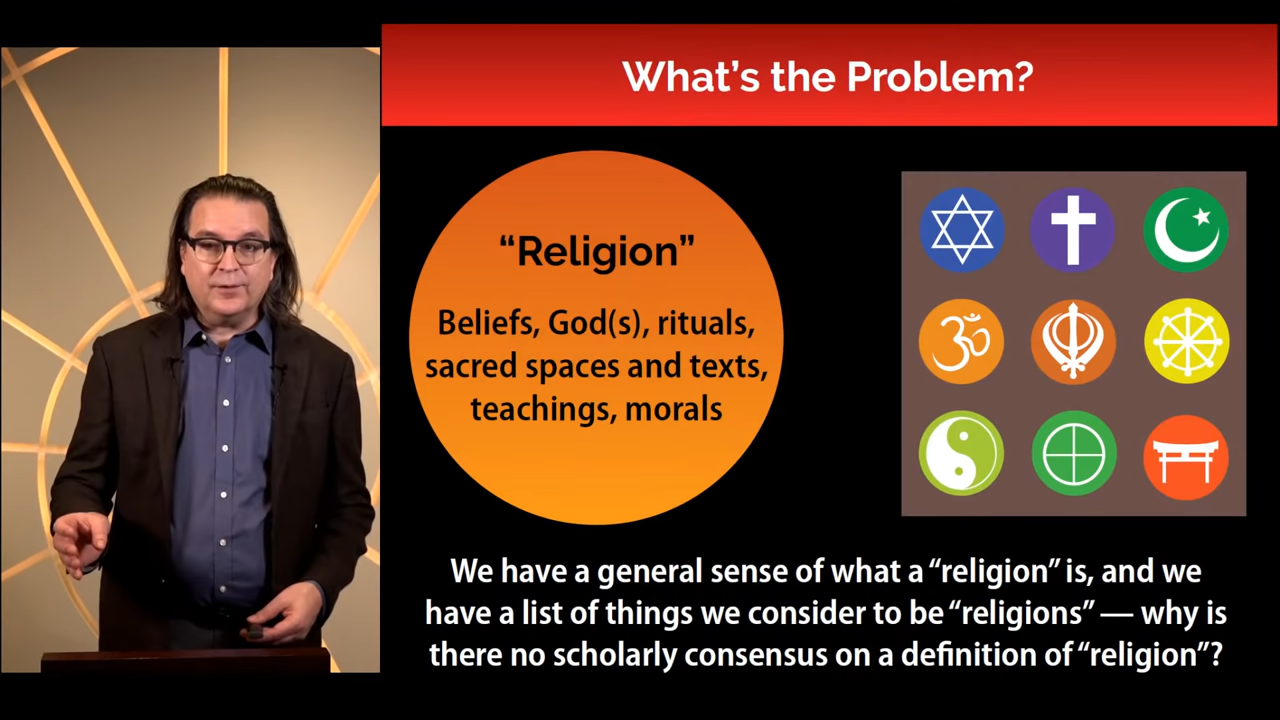 What’s the Problem?
“Religion”
Beliefs, God(s), rituals,
sacred spaces and texts,
teachings, morals
We have a general sense of what a “religion” is, and we
have a list of things we consider to be “religions” — why is
there no scholarly consensus on a definition of “religion”?